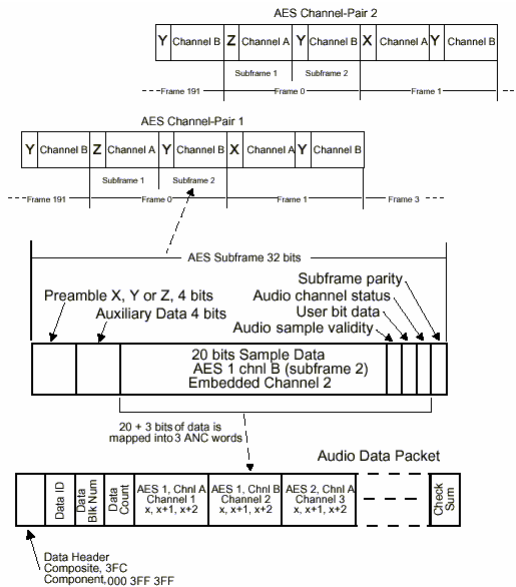 AES Channel-Pair 2
Y Channel B Z Channel A Y Channel B X Channel A Y Channel B
Subframe 1 Subframe 2
Frame 191 Frame 0 Frame 1
AES Channel-Pair 1
Y Channel B Z Channel A Y Channel B X Channel A Y Channel B
Subframe 1 Subframe 2
Frame 191 Frame 0 Frame 1 Frame 3
AES Subframe 32 bits
Subframe parity
Audio channel status
User bit data
Audio sample validity
Preamble X, Y or Z, 4 bits
Auxiliary Data 4 bits
20 bits Sample Data
AES 1 chnl B (subframe 2)
Embedded Channel 2
20 + 3 bits of data is
mapped into 3 ANC words
Audio Data Packet
Data ID
Data
Blk Num
Data
Count
AES 1, Chnl A
Channel 1
x, x+1, x+2
AES 1, Chnl B
Channel 2
x, x+1, x+2
AES 2, Chnl A
Channel 3
x, x+1, x+2
Check
Sum
Data Header
Composite, 3FC
Component, 000 3FF 3FF